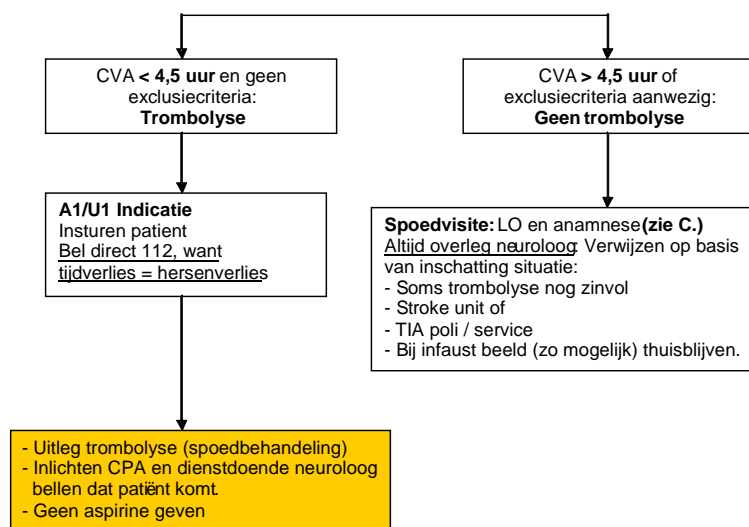 CVA < 4,5 uur en geen
exclusiecriteria:
Trombolyse
CVA > 4,5 uur of
exclusiecriteria aanwezig:
Geen trombolyse
A1/U1 Indicatie
Insturen patient
Bel direct 112, want
tijdverlies = hersenverlies
Spoedvisite: LO en anamnese (zie C.)
Altijd overleg neuroloog: Verwijzen op basis
van inschatting situatie:
- Soms trombolyse nog zinvol
- Stroke unit of
- TIA poli / service
- Bij infaust beeld (zo mogelijk) thuisblijven.
- Uitleg trombolyse (spoedbehandeling)
- Inlichten CPA en dienstdoende neuroloog
bellen dat patiënt komt.
- Geen aspirine geven